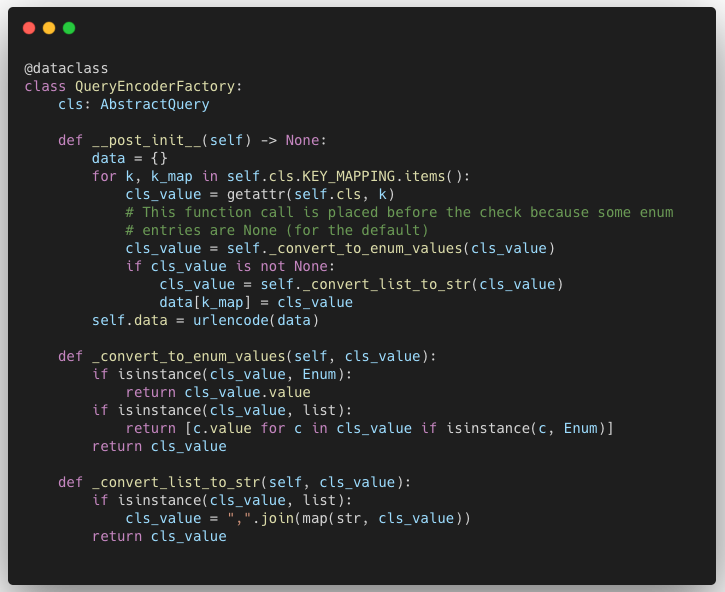 @dataclass
class QueryEncoderFactory:
    cls: AbstractQuery

    def __post_init__(self) -> None:
        data = {}
        for k, k_map in self.cls.KEY_MAPPING.items():
            cls_value = getattr(self.cls, k)
            # This function call is placed before the check because some enum
            # entries are None (for the default)
            cls_value = self._convert_to_enum_values(cls_value)
            if cls_value is not None:
                cls_value = self._convert_list_to_str(cls_value)
                data[k_map] = cls_value
        self.data = urlencode(data)

    def _convert_to_enum_values(self, cls_value):
        if isinstance(cls_value, Enum):
            return cls_value.value
        if isinstance(cls_value, list):
            return [c.value for c in cls_value if isinstance(c, Enum)]
        return cls_value

    def _convert_list_to_str(self, cls_value):
        if isinstance(cls_value, list):
            cls_value = ",".join(map(str, cls_value))
        return cls_value